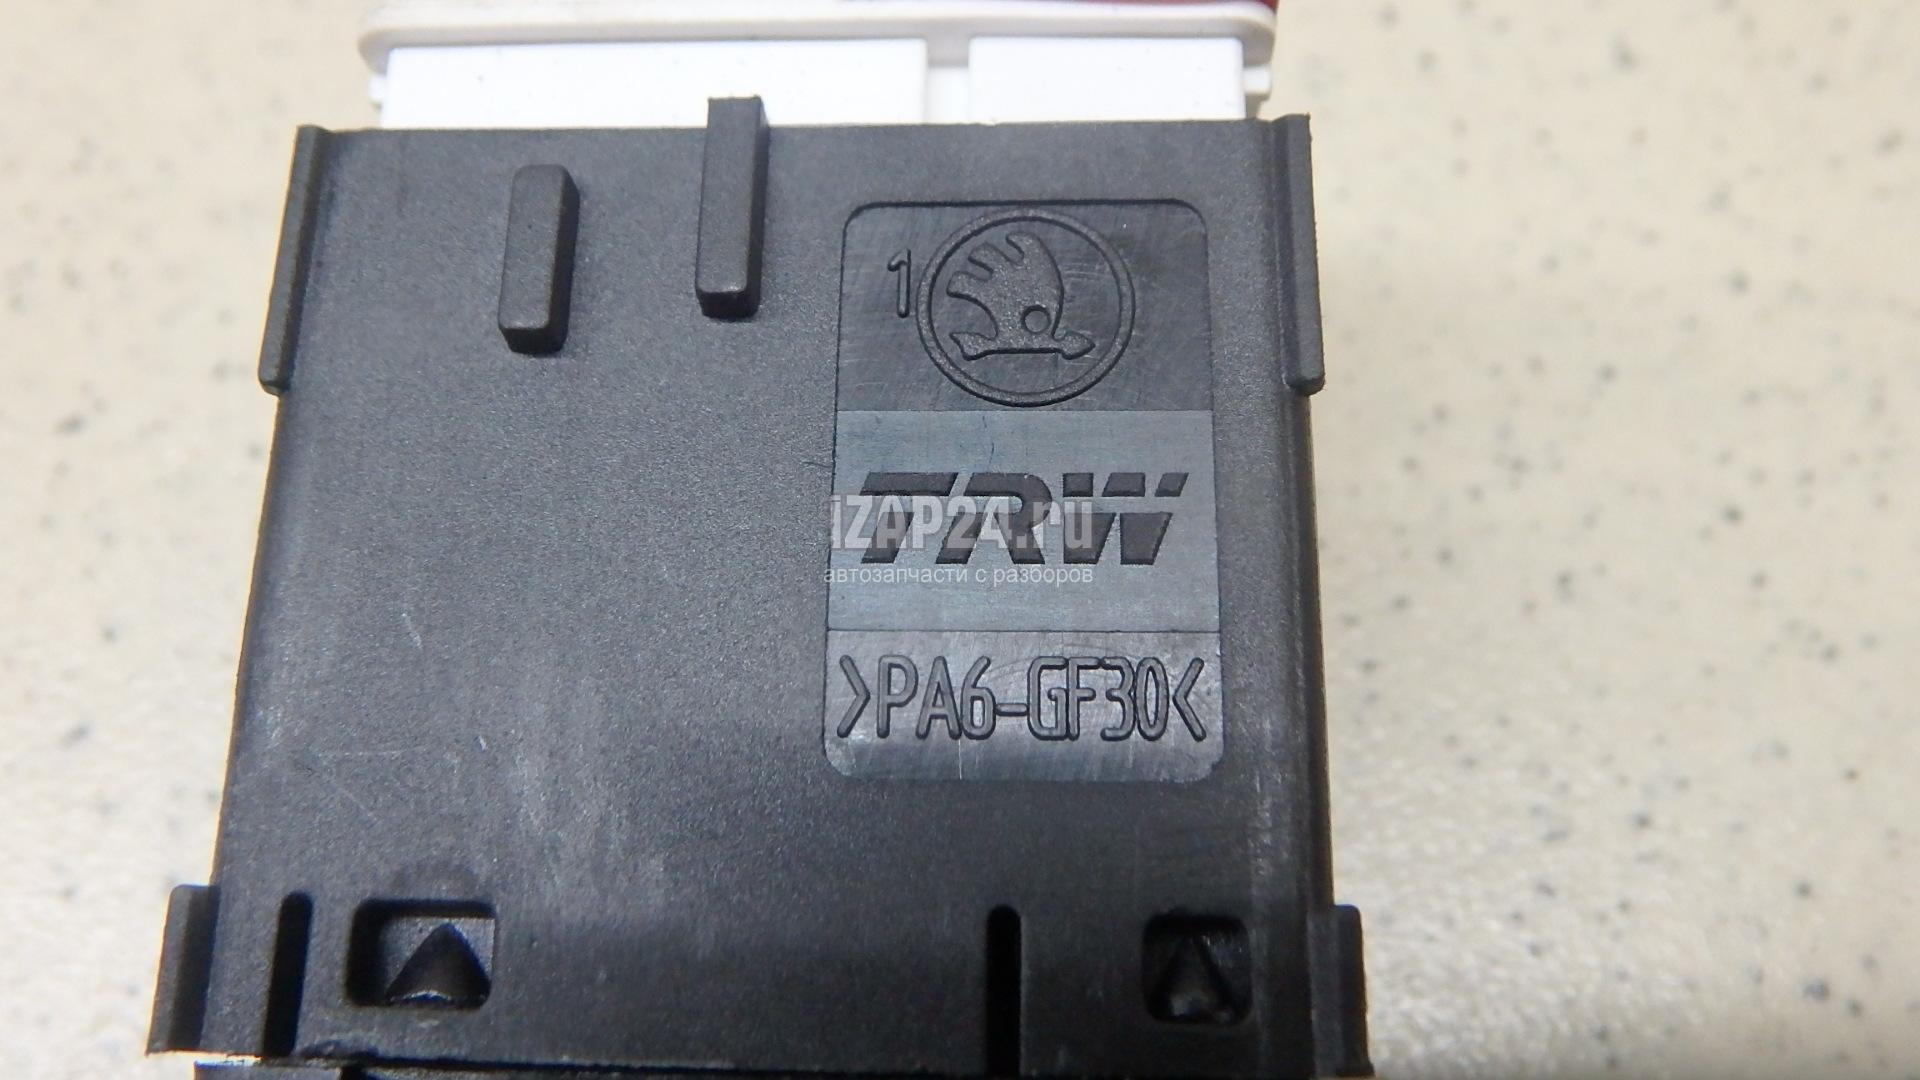 1
TRW
iZAP24.ru
автозапчасти с разборов
>PA6-GF30<